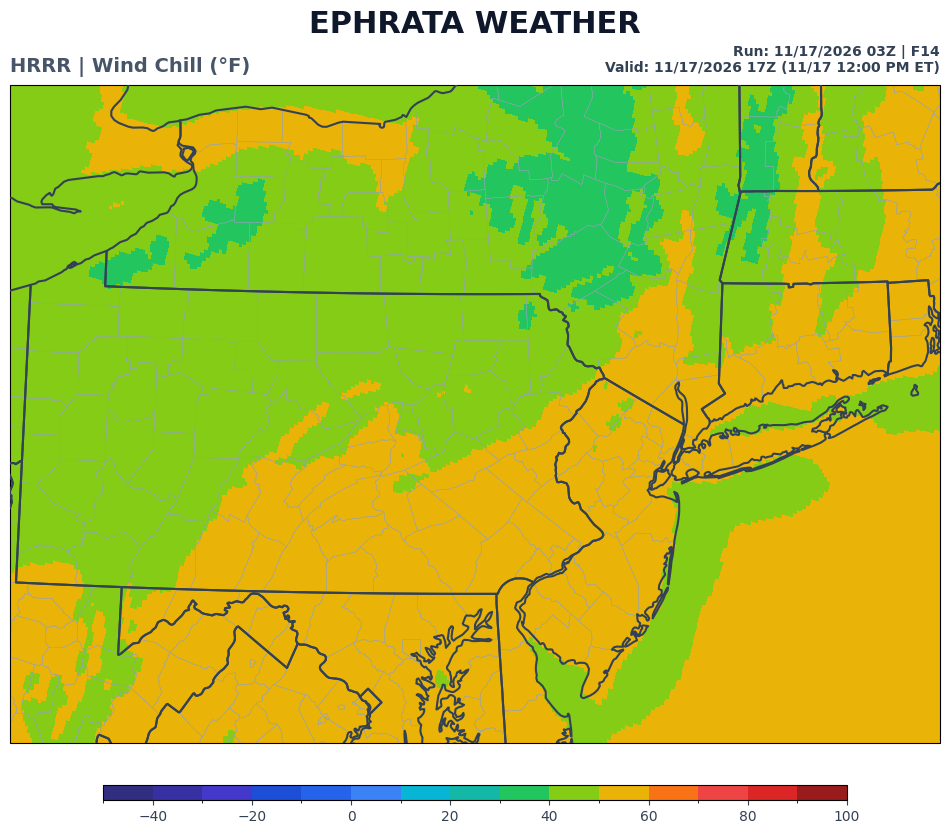 EPHRATA WEATHER
HRRR | Wind Chill (°F)
Run: 11/17/2026 03Z | F14
Valid: 11/17/2026 17Z (11/17 12:00 PM ET)
−40 −20 0 20 40 60 80 100